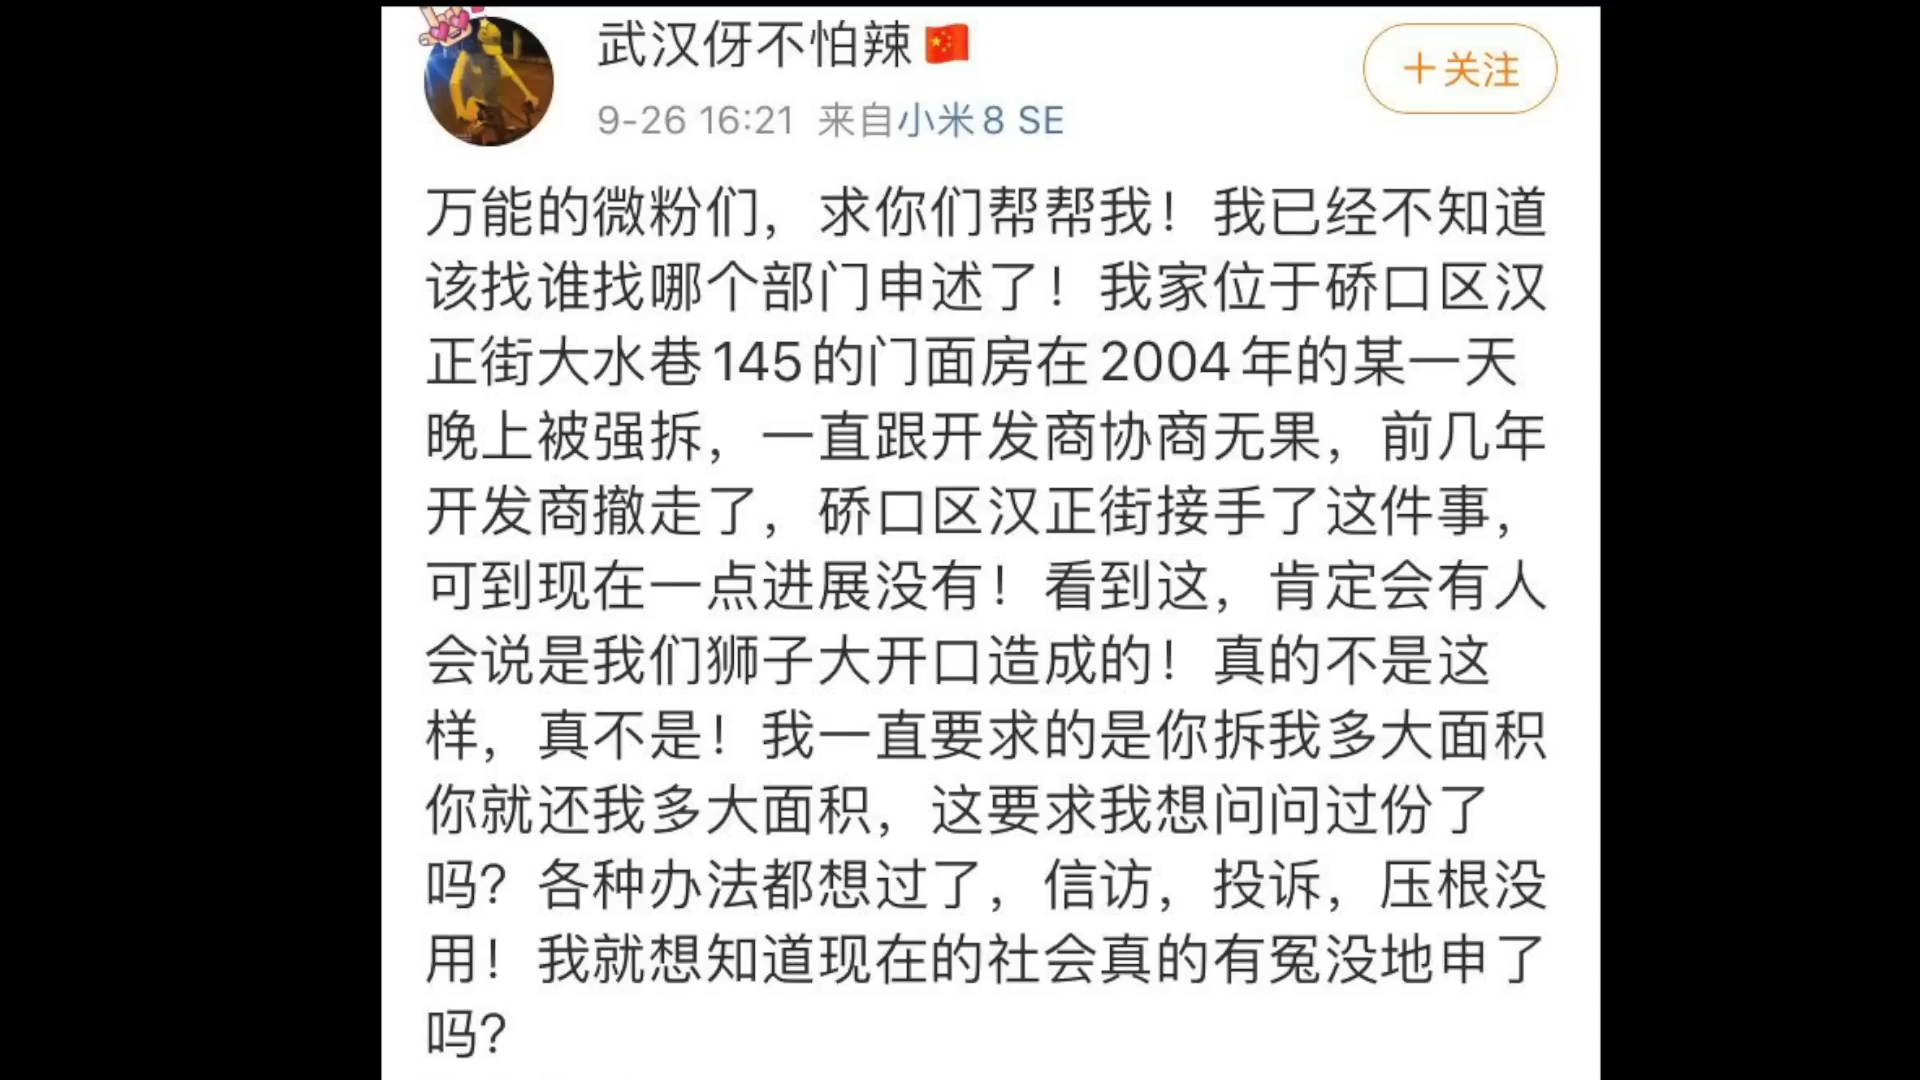 武汉伢不怕辣🇨🇳
9-26 16:21 来自小米8 SE
+关注
万能的微粉们，求你们帮帮我！我已经不知道
该找谁找哪个部门申述了！我家位于硚口区汉
正街大水巷145的门面房在2004年的某一天
晚上被强拆，一直跟开发商协商无果，前几年
开发商撤走了，硚口区汉正街接手了这件事，
可到现在一点进展没有！看到这，肯定会有人
会说是我们狮子大开口造成的！真的不是这
样，真不是！我一直要求的是你拆我多大面积
你就还我多大面积，这要求我想问问过份了
吗？各种办法都想过了，信访，投诉，压根没
用！我就想知道现在的社会真的有冤没地申了
吗？